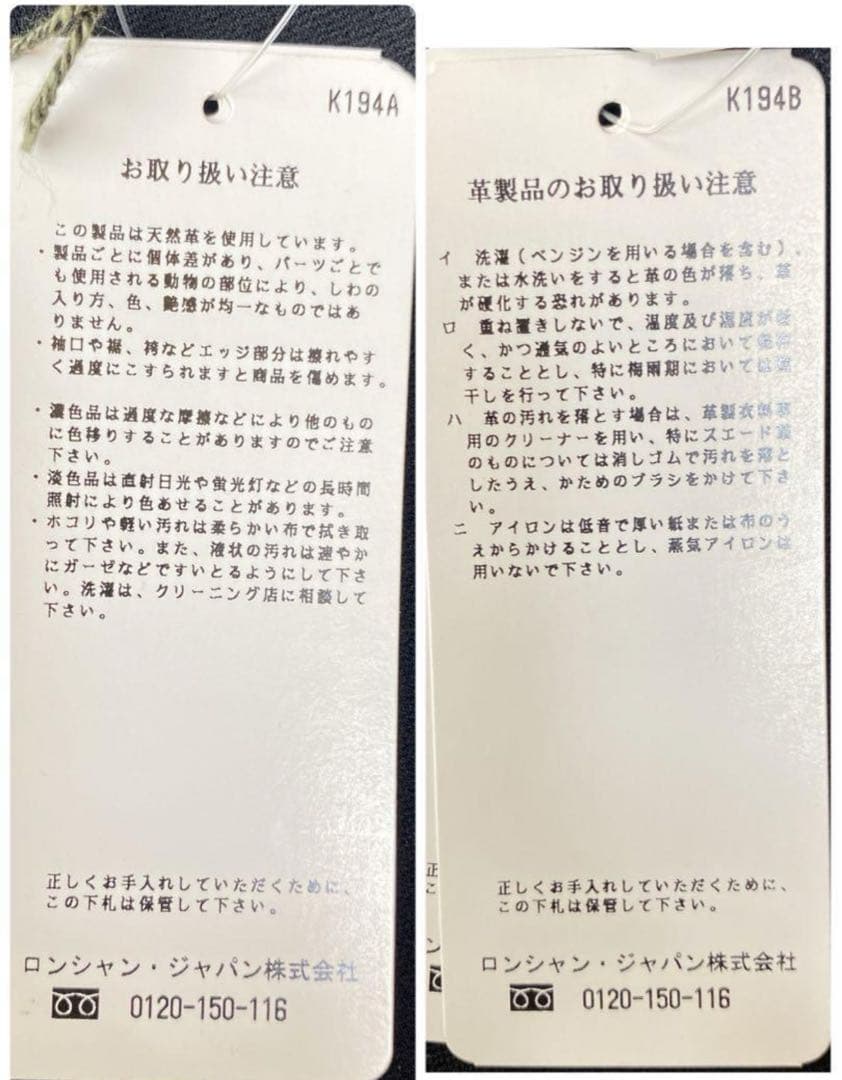 K194A
お取り扱い注意
この製品は天然革を使用しています。
・製品ごとに個体差があり、パーツごとで
も使用される動物の部位により、しわの
入り方、色、艶感が均一なものではあ
りません。
・袖口や裾、袴などエッジ部分は擦れやす
く過度にこすられますと商品を傷めます。
・濃色品は過度な摩擦などにより他のもの
に色移りすることがありますのでご注意
下さい。
・淡色品は直射日光や蛍光灯などの長時間
照射により色あせることがあります。
・ホコリや軽い汚れは柔らかい布で拭き取
って下さい。また、液状の汚れは速やか
にガーゼなどですいとるようにして下さ
い。洗濯は、クリーニング店に相談して
下さい。
正しくお手入れしていただくために、
この下札は保管して下さい。
ロンシャン・ジャパン株式会社
0120-150-116
K194B
革製品のお取り扱い注意
イ 洗濯(ベンジンを用いる場合を含む)、
または水洗いをすると革の色が落ち、革
が硬化する恐れがあります。
ロ 重ね置きしないで、温度及び湿度が低
く、かつ通気のよいところにおいて保存
することとし、特に梅雨期においては陰
干しを行って下さい。
ハ 革の汚れを落とす場合は、革製衣料専
用のクリーナーを用い、特にスエード装
のものについては消しゴムで汚れを落と
したうえ、かためのブラシをかけて下さ
い。
ニ アイロンは低音で厚い紙または布のう
えからかけることとし、蒸気アイロンは
用いないで下さい。
正しくお手入れしていただくために、
この下札は保管して下さい。
ロンシャン・ジャパン株式会社
0120-150-116